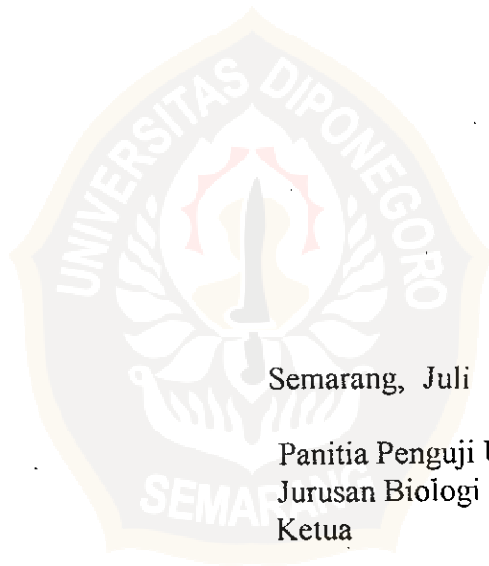 UNIVERSITAS DIPONEGORO
Semarang, Juli
Panitia Penguji
Jurusan Biologi
SEMARANG
Ketua